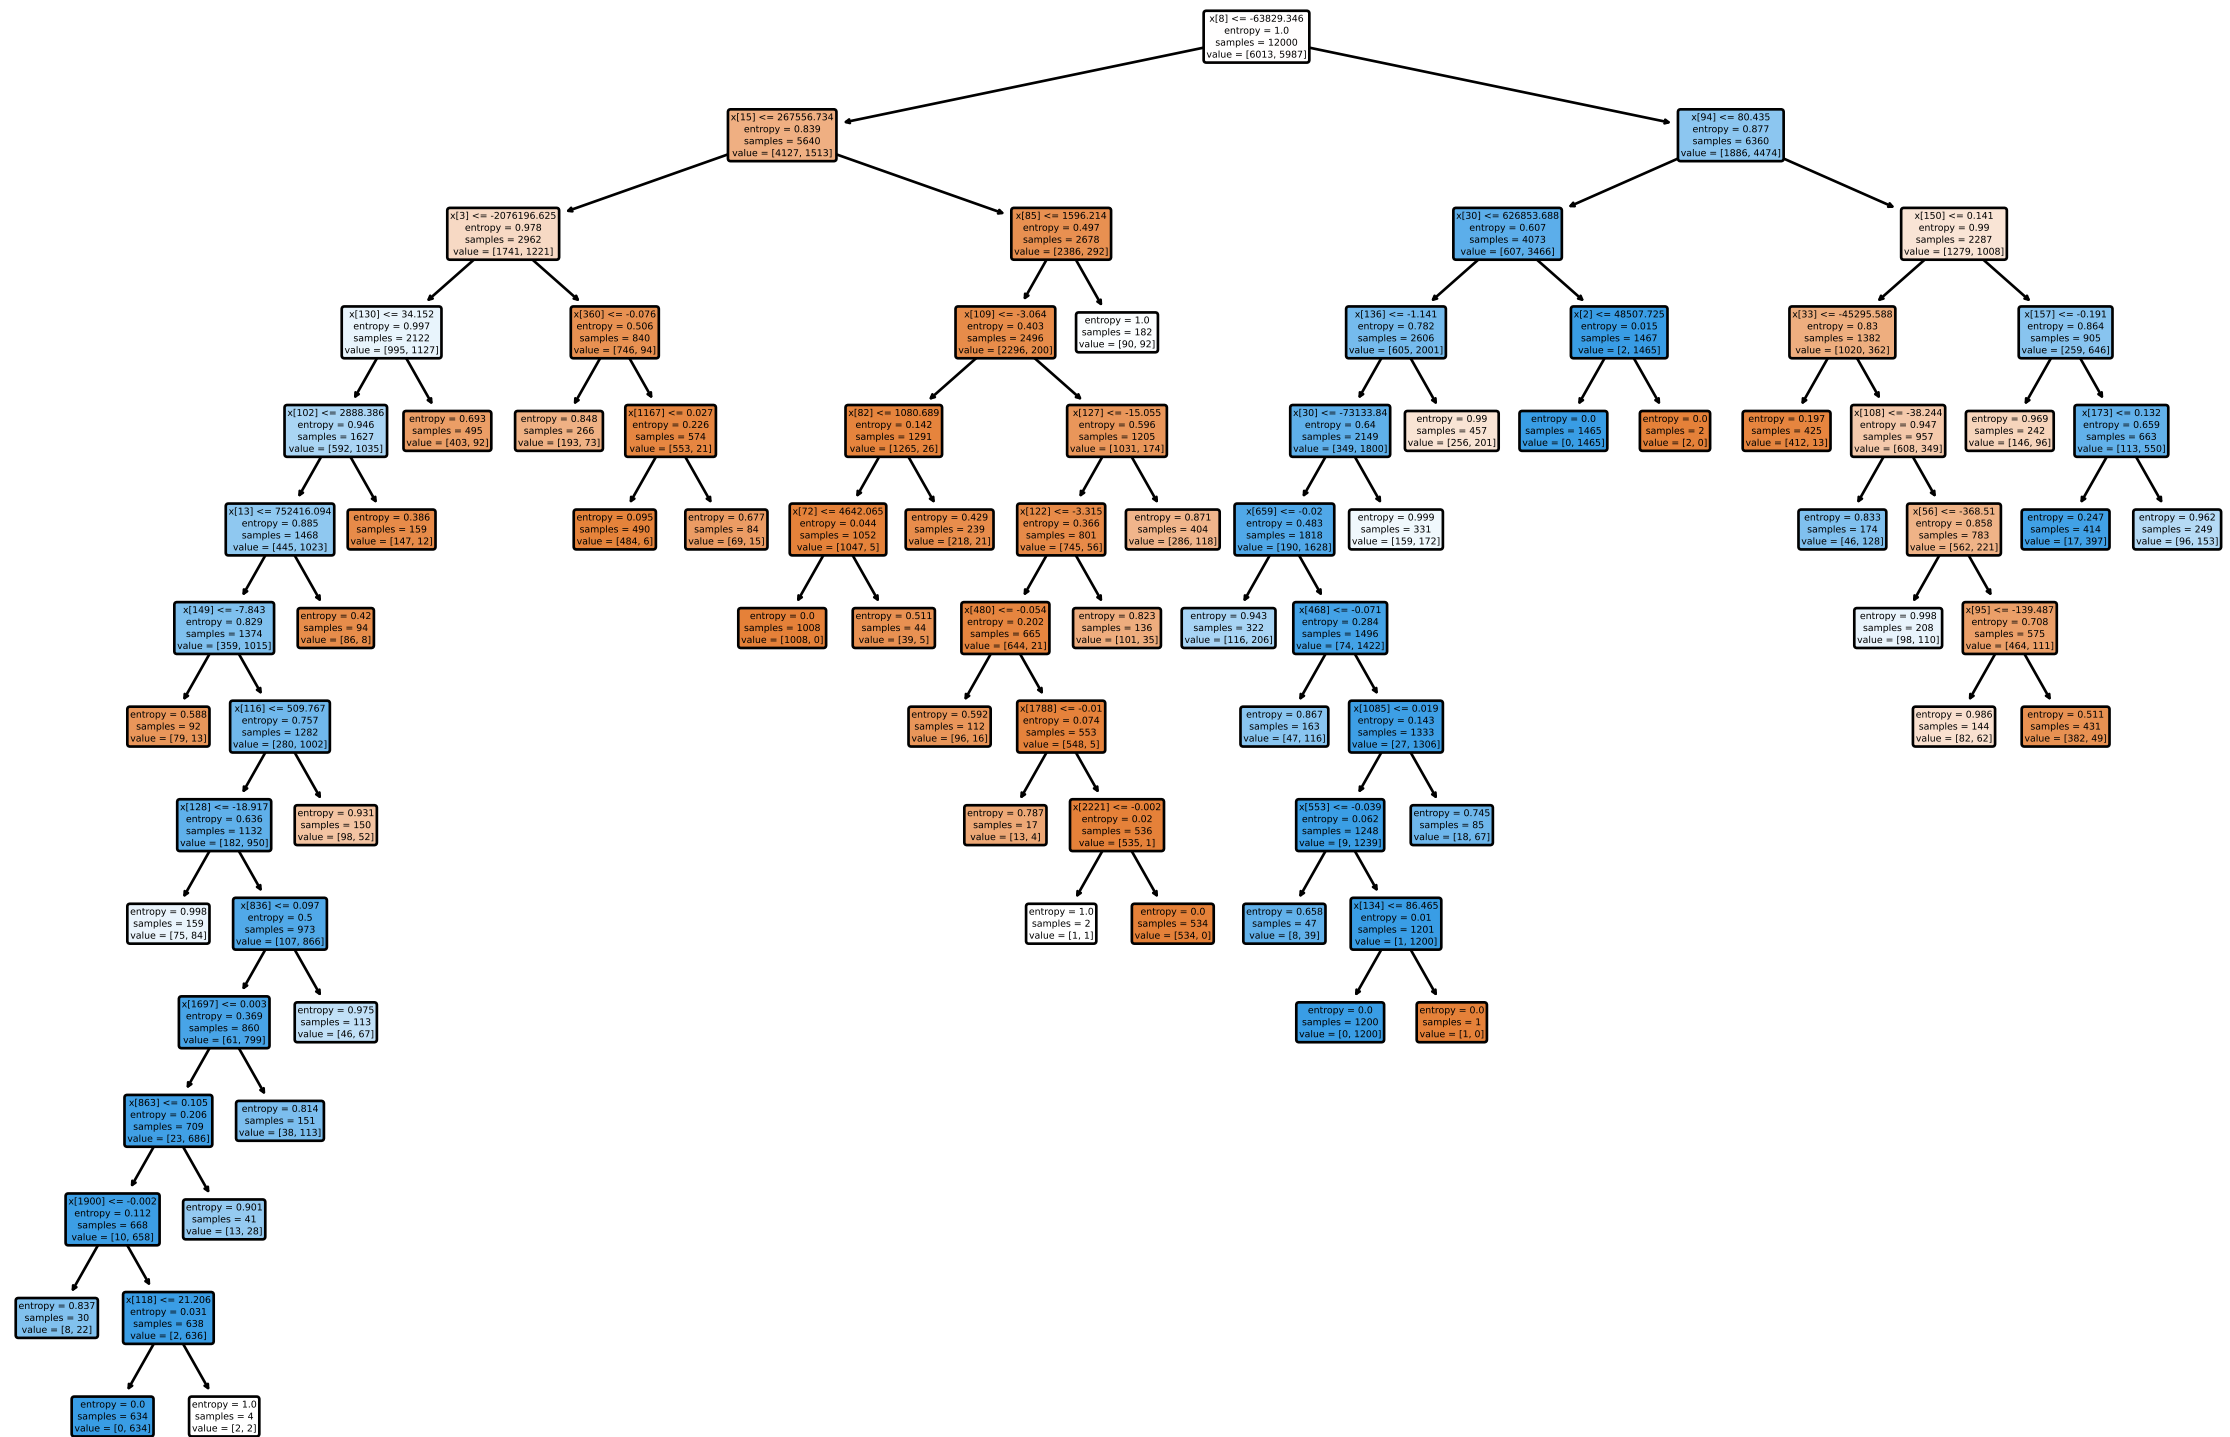 x[8] <= -63829.346
entropy = 1.0
samples = 12000
value = [6013, 5987]
x[15] <= 267556.734
entropy = 0.839
samples = 5640
value = [4127, 1513]
x[94] <= 80.435
entropy = 0.877
samples = 6360
value = [1886, 4474]
x[3] <= -2076196.625
entropy = 0.978
samples = 2962
value = [1741, 1221]
x[85] <= 1596.214
entropy = 0.497
samples = 2678
value = [2386, 292]
x[30] <= 626853.688
entropy = 0.607
samples = 4073
value = [607, 3466]
x[150] <= 0.141
entropy = 0.99
samples = 2287
value = [1279, 1008]
x[130] <= 34.152
entropy = 0.997
samples = 2122
value = [995, 1127]
x[360] <= -0.076
entropy = 0.506
samples = 840
value = [746, 94]
x[109] <= -3.064
entropy = 0.403
samples = 2496
value = [2296, 200]
entropy = 1.0
samples = 182
value = [90, 92]
x[136] <= -1.141
entropy = 0.782
samples = 2606
value = [605, 2001]
x[2] <= 48507.725
entropy = 0.015
samples = 1467
value = [2, 1465]
x[33] <= -45295.588
entropy = 0.83
samples = 1382
value = [1020, 362]
x[157] <= -0.191
entropy = 0.864
samples = 905
value = [259, 646]
x[102] <= 2888.386
entropy = 0.946
samples = 1627
value = [592, 1035]
entropy = 0.693
samples = 495
value = [403, 92]
entropy = 0.848
samples = 266
value = [193, 73]
x[1167] <= 0.027
entropy = 0.226
samples = 574
value = [553, 21]
x[82] <= 1080.689
entropy = 0.142
samples = 1291
value = [1265, 26]
x[127] <= -15.055
entropy = 0.596
samples = 1205
value = [1031, 174]
x[30] <= -73133.84
entropy = 0.64
samples = 2149
value = [349, 1800]
entropy = 0.99
samples = 457
value = [256, 201]
entropy = 0.0
samples = 1465
value = [0, 1465]
entropy = 0.0
samples = 2
value = [2, 0]
entropy = 0.197
samples = 425
value = [412, 13]
x[108] <= -38.244
entropy = 0.947
samples = 957
value = [608, 349]
entropy = 0.969
samples = 242
value = [146, 96]
x[173] <= 0.132
entropy = 0.659
samples = 663
value = [113, 550]
x[13] <= 752416.094
entropy = 0.885
samples = 1468
value = [445, 1023]
entropy = 0.386
samples = 159
value = [147, 12]
entropy = 0.095
samples = 490
value = [484, 6]
entropy = 0.677
samples = 84
value = [69, 15]
x[72] <= 4642.065
entropy = 0.044
samples = 1052
value = [1047, 5]
entropy = 0.429
samples = 239
value = [218, 21]
x[122] <= -3.315
entropy = 0.366
samples = 801
value = [745, 56]
entropy = 0.871
samples = 404
value = [286, 118]
x[659] <= -0.02
entropy = 0.483
samples = 1818
value = [190, 1628]
entropy = 0.999
samples = 331
value = [159, 172]
entropy = 0.833
samples = 174
value = [46, 128]
x[56] <= -368.51
entropy = 0.858
samples = 783
value = [562, 221]
entropy = 0.247
samples = 414
value = [17, 397]
entropy = 0.962
samples = 249
value = [96, 153]
x[149] <= -7.843
entropy = 0.829
samples = 1374
value = [359, 1015]
entropy = 0.42
samples = 94
value = [86, 8]
entropy = 0.0
samples = 1008
value = [1008, 0]
entropy = 0.511
samples = 44
value = [39, 5]
x[480] <= -0.054
entropy = 0.202
samples = 665
value = [644, 21]
entropy = 0.823
samples = 136
value = [101, 35]
entropy = 0.943
samples = 322
value = [116, 206]
x[468] <= -0.071
entropy = 0.284
samples = 1496
value = [74, 1422]
entropy = 0.998
samples = 208
value = [98, 110]
x[95] <= -139.487
entropy = 0.708
samples = 575
value = [464, 111]
entropy = 0.588
samples = 92
value = [79, 13]
x[116] <= 509.767
entropy = 0.757
samples = 1282
value = [280, 1002]
entropy = 0.592
samples = 112
value = [96, 16]
x[1788] <= -0.01
entropy = 0.074
samples = 553
value = [548, 5]
entropy = 0.867
samples = 163
value = [47, 116]
x[1085] <= 0.019
entropy = 0.143
samples = 1333
value = [27, 1306]
entropy = 0.986
samples = 144
value = [82, 62]
entropy = 0.511
samples = 431
value = [382, 49]
x[128] <= -18.917
entropy = 0.636
samples = 1132
value = [182, 950]
entropy = 0.931
samples = 150
value = [98, 52]
entropy = 0.787
samples = 17
value = [13, 4]
x[2221] <= -0.002
entropy = 0.02
samples = 536
value = [535, 1]
x[553] <= -0.039
entropy = 0.062
samples = 1248
value = [9, 1239]
entropy = 0.745
samples = 85
value = [18, 67]
entropy = 0.998
samples = 159
value = [75, 84]
x[836] <= 0.097
entropy = 0.5
samples = 973
value = [107, 866]
entropy = 1.0
samples = 2
value = [1, 1]
entropy = 0.0
samples = 534
value = [534, 0]
entropy = 0.658
samples = 47
value = [8, 39]
x[134] <= 86.465
entropy = 0.01
samples = 1201
value = [1, 1200]
x[1697] <= 0.003
entropy = 0.369
samples = 860
value = [61, 799]
entropy = 0.975
samples = 113
value = [46, 67]
entropy = 0.0
samples = 1200
value = [0, 1200]
entropy = 0.0
samples = 1
value = [1, 0]
x[863] <= 0.105
entropy = 0.206
samples = 709
value = [23, 686]
entropy = 0.814
samples = 151
value = [38, 113]
x[1900] <= -0.002
entropy = 0.112
samples = 668
value = [10, 658]
entropy = 0.901
samples = 41
value = [13, 28]
entropy = 0.837
samples = 30
value = [8, 22]
x[118] <= 21.206
entropy = 0.031
samples = 638
value = [2, 636]
entropy = 0.0
samples = 634
value = [0, 634]
entropy = 1.0
samples = 4
value = [2, 2]